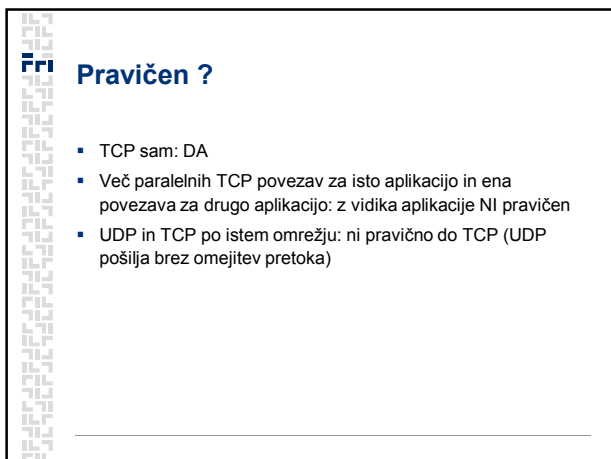 Fri
Pravičen ?
▪ TCP sam: DA
▪ Več paralelnih TCP povezav za isto aplikacijo in ena
povezava za drugo aplikacijo: z vidika aplikacije NI pravičen
▪ UDP in TCP po istem omrežju: ni pravično do TCP (UDP
pošilja brez omejitev pretoka)